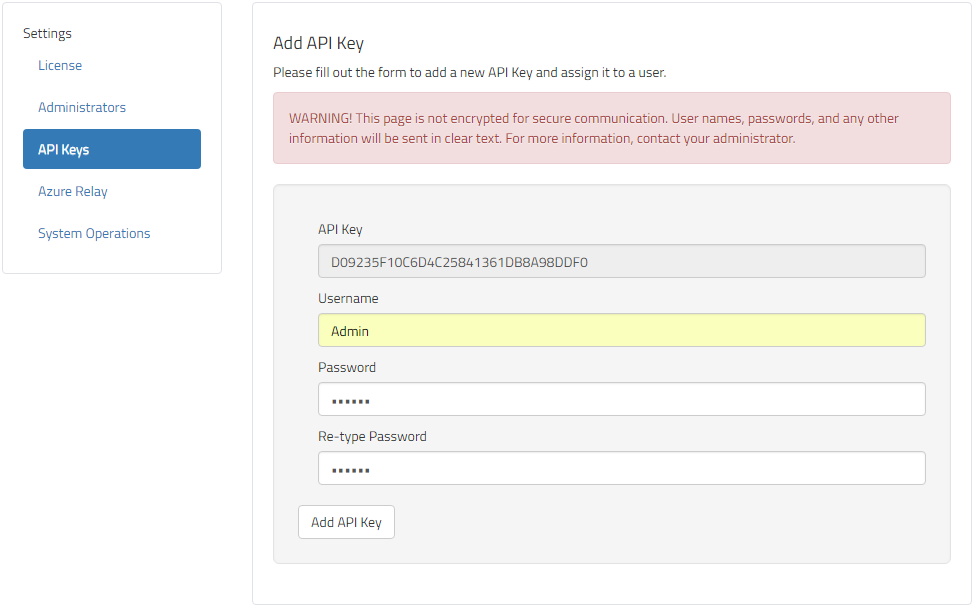 Settings
License
Administrators
API Keys
Azure Relay
System Operations
Add API Key
Please fill out the form to add a new API Key and assign it to a user.
WARNING! This page is not encrypted for secure communication. User names, passwords, and any other
information will be sent in clear text. For more information, contact your administrator.
API Key
D09235F10C6D4C25841361DB8A98DDF0
Username
Admin
Password
••••••
Re-type Password
••••••
Add API Key